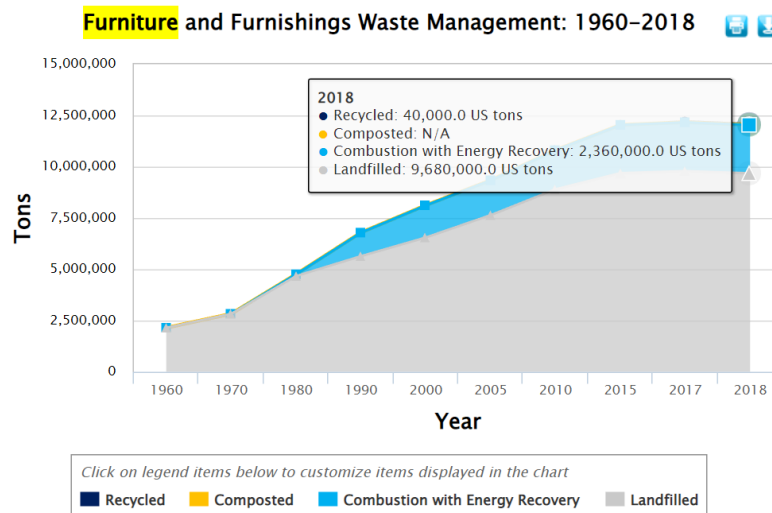 Furniture and Furnishings Waste Management: 1960–2018
15,000,000
12,500,000
10,000,000
7,500,000
5,000,000
2,500,000
0
Tons
2018
Recycled: 40,000.0 US tons
Composted: N/A
Combustion with Energy Recovery: 2,360,000.0 US tons
Landfilled: 9,680,000.0 US tons
1960 1970 1980 1990 2000 2005 2010 2015 2017 2018
Year
Click on legend items below to customize items displayed in the chart
Recycled Composted Combustion with Energy Recovery Landfilled